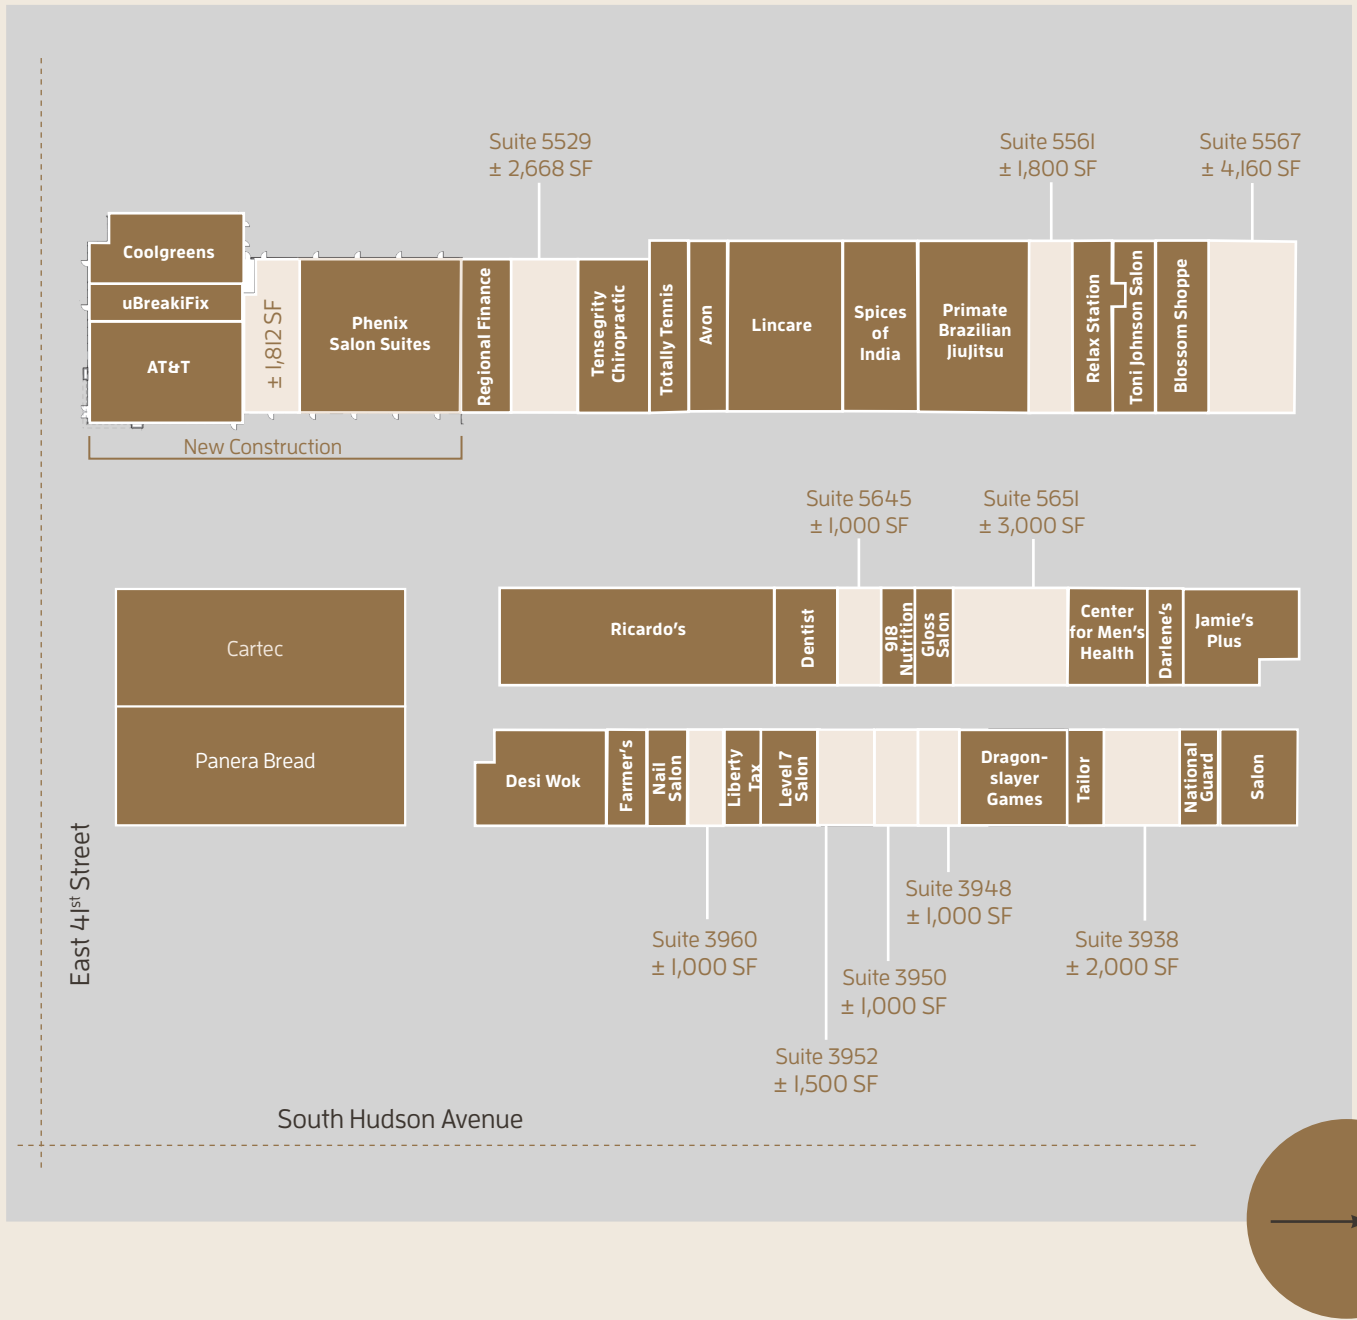 Suite 5529
± 2,668 SF
Suite 5561
± 1,800 SF
Suite 5567
± 4,160 SF
Coolgreens
uBreakiFix
AT&T
± 1,812 SF
Phenix
Salon Suites
Regional Finance
Tensegrity
Chiropractic
Totally Tennis
Avon
Lincare
Spices
of
India
Primate
Brazilian
JiuJitsu
Relax Station
Toni Johnson Salon
Blossom Shoppe
New Construction
Suite 5645
± 1,000 SF
Suite 5651
± 3,000 SF
Cartec
Panera Bread
Ricardo's
Dentist
918
Nutrition
Gloss
Salon
Center
for Men's
Health
Darlene's
Jamie's
Plus
Desi Wok
Farmer's
Nail
Salon
Liberty
Tax
Level 7
Salon
Dragon-
slayer
Games
Tailor
National
Guard
Salon
Suite 3948
± 1,000 SF
Suite 3960
± 1,000 SF
Suite 3938
± 2,000 SF
Suite 3950
± 1,000 SF
Suite 3952
± 1,500 SF
East 41st Street
South Hudson Avenue